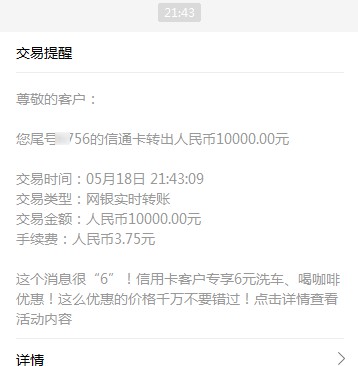 21:43
交易提醒
尊敬的客户：
您尾号 756的信通卡转出人民币10000.00元
交易时间：05月18日 21:43:09
交易类型：网银实时转账
交易金额：人民币10000.00元
手续费：人民币3.75元
这个消息很“6”！信用卡客户专享6元洗车、喝咖啡
优惠！这么优惠的价格千万不要错过！点击详情查看
活动内容
详情